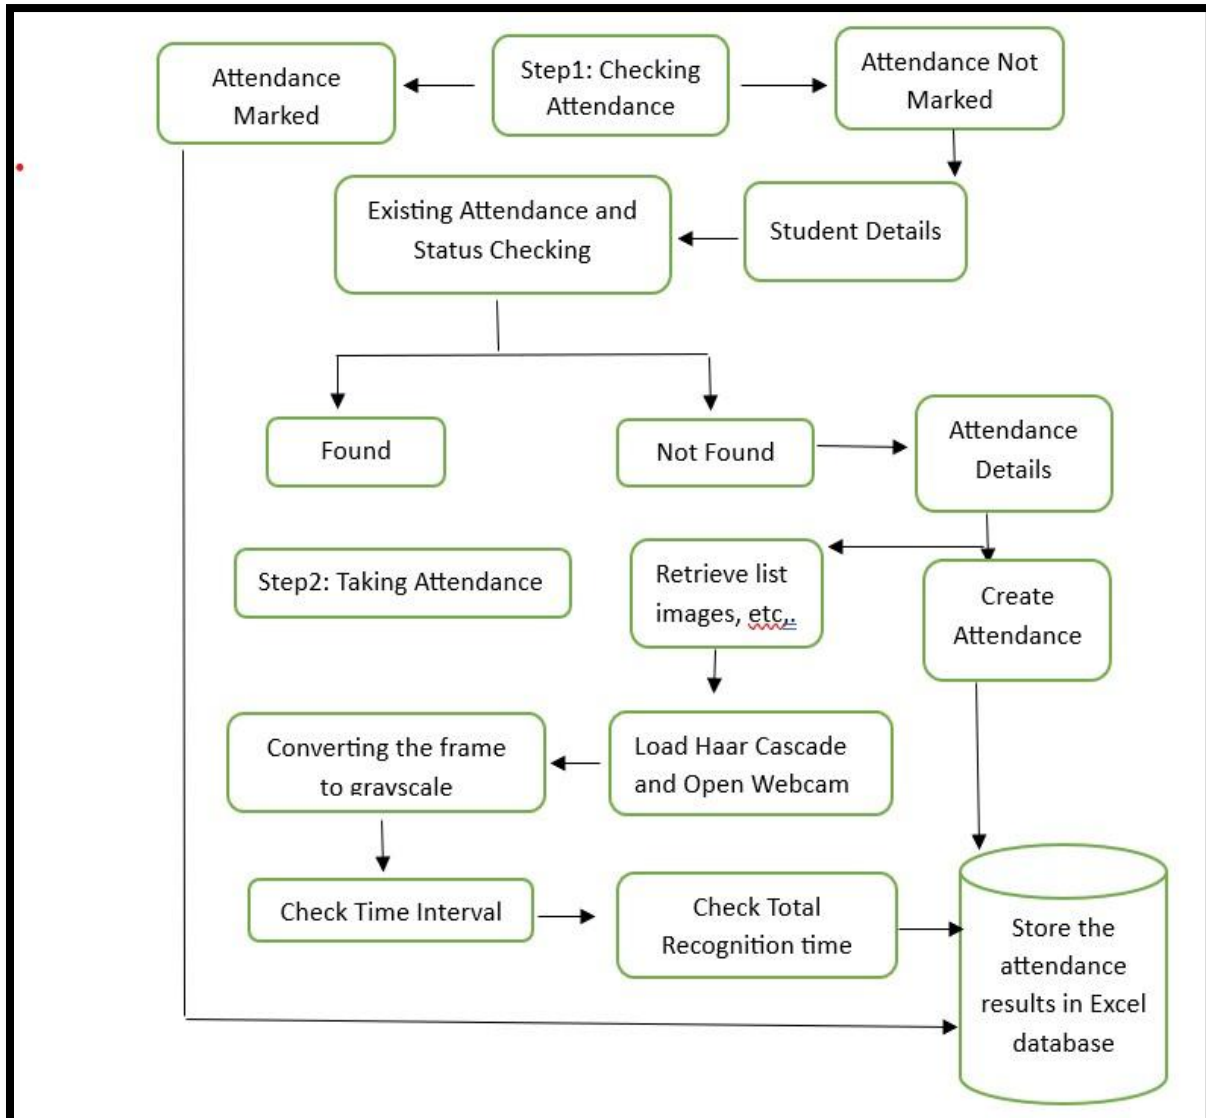 Attendance
Marked
Step1: Checking
Attendance
Attendance Not
Marked
Existing Attendance and
Status Checking
Student Details
Found
Not Found
Attendance
Details
Step2: Taking Attendance
Retrieve list
images, etc,.
Create
Attendance
Converting the frame
to grayscale
Load Haar Cascade
and Open Webcam
Check Time Interval
Check Total
Recognition time
Store the
attendance
results in Excel
database